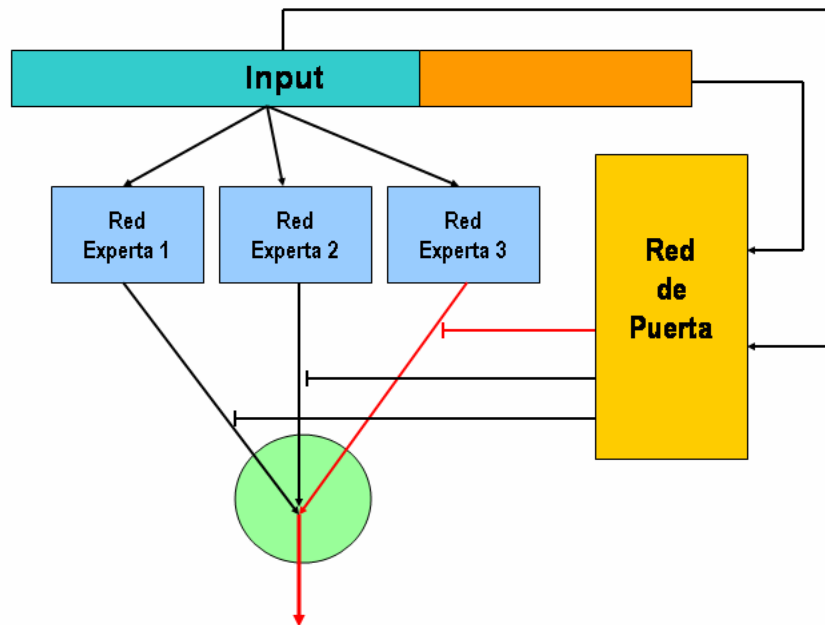 Input
Red
Experta 1
Red
Experta 2
Red
Experta 3
Red
de
Puerta